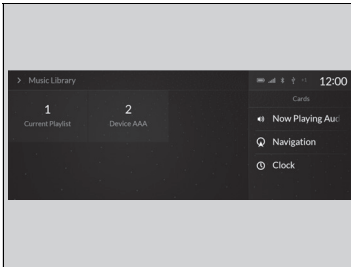 > Music Library
12:00
1
Current Playlist
2
Device AAA
Cards
Now Playing Aud
Navigation
Clock